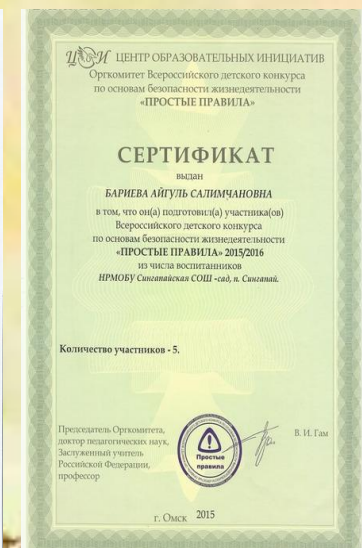 ЦОИ ЦЕНТР ОБРАЗОВАТЕЛЬНЫХ ИНИЦИАТИВ
Оргкомитет Всероссийского детского конкурса
по основам безопасности жизнедеятельности
«ПРОСТЫЕ ПРАВИЛА»
СЕРТИФИКАТ
выдан
БАРИЕВА АЙГУЛЬ САЛИМЧАНОВНА
в том, что он(а) подготовил(а) участника(ов)
Всероссийского детского конкурса
по основам безопасности жизнедеятельности
«ПРОСТЫЕ ПРАВИЛА» 2015/2016
из числа воспитанников
НРМОБУ Сингапайская СОШ -сад, п. Сингапай.
Количество участников - 5.
Председатель Оргкомитета,
доктор педагогических наук,
Заслуженный учитель
Российской Федерации,
профессор
Простые
правила
В. И. Гам
г. Омск 2015